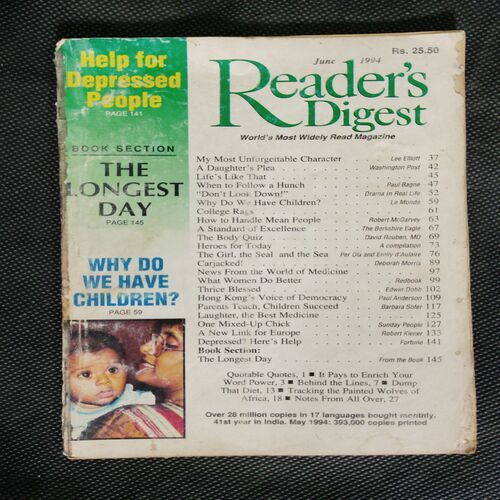 Help for
Depressed
People
PAGE 141
BOOK SECTION
THE
LONGEST
DAY
PAGE 145
WHY DO
WE HAVE
CHILDREN?
PAGE 59
Rs. 25.50
June 1994
Reader's
Digest
World's Most Widely Read Magazine
My Most Unforgettable Character Lee Elliott 37
A Daughter's Plea Washington Post 42
Life's Like That 45
When to Follow a Hunch Paul Bagne 47
"Don't Look Down!" Drama in Real Life 52
Why Do We Have Children? Le Monde 59
College Rags 61
How to Handle Mean People Robert McGarvey 63
A Standard of Excellence The Berkshire Eagle 67
The Body Quiz David Reuben, MD 69
Heroes for Today A compilation 73
The Girl, the Seal and the Sea Per Ola and Emily d'Aulaire 76
Carjacked! Deborah Morris 89
News From the World of Medicine 97
What Women Do Better Redbook 99
Thrice Blessed Edwin Dobb 102
Hong Kong's Voice of Democracy Paul Anderson 109
Parents Teach, Children Succeed Barbara Sofer 117
Laughter, the Best Medicine 125
One Mixed-Up Chick Sunday People 127
A New Link for Europe Robert Kiener 133
Depressed? Here's Help Fortune 141
Book Section:
The Longest Day From the Book 145
Quotable Quotes, 1 ■ It Pays to Enrich Your
Word Power, 3 ■ Behind the Lines, 7 ■ Dump
That Diet, 13 ■ Tracking the Painted Wolves of
Africa, 18 ■ Notes From All Over, 27
Over 28 million copies in 17 languages bought monthly.
41st year in India. May 1994: 393,000 copies printed